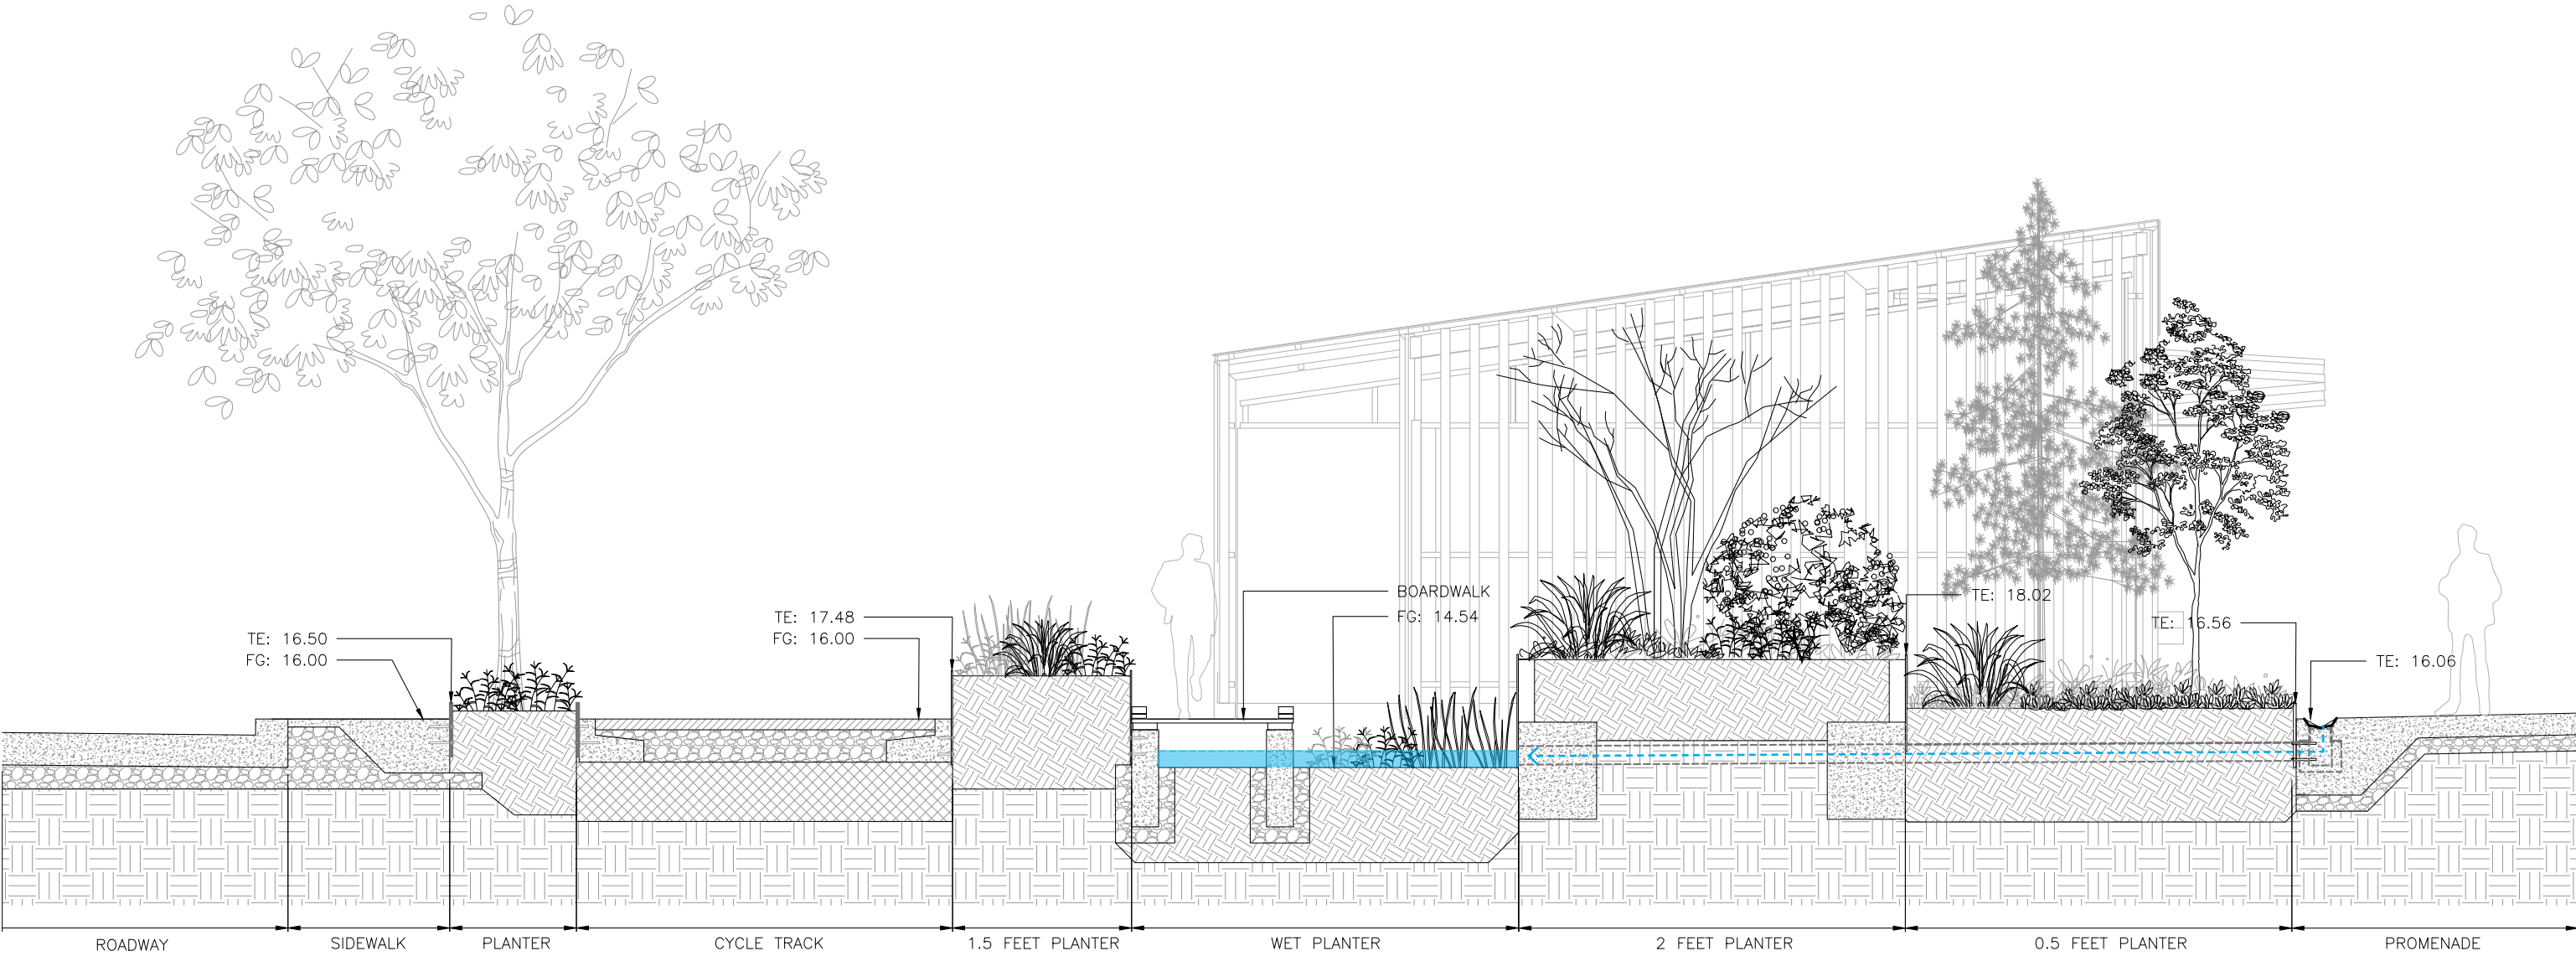 BOARDWALK
FG: 14.54
TE: 18.02
TE: 17.48
FG: 16.00
TE: 16.56
TE: 16.50
FG: 16.00
TE: 16.06
ROADWAY
SIDEWALK
PLANTER
CYCLE TRACK
1.5 FEET PLANTER
WET PLANTER
2 FEET PLANTER
0.5 FEET PLANTER
PROMENADE